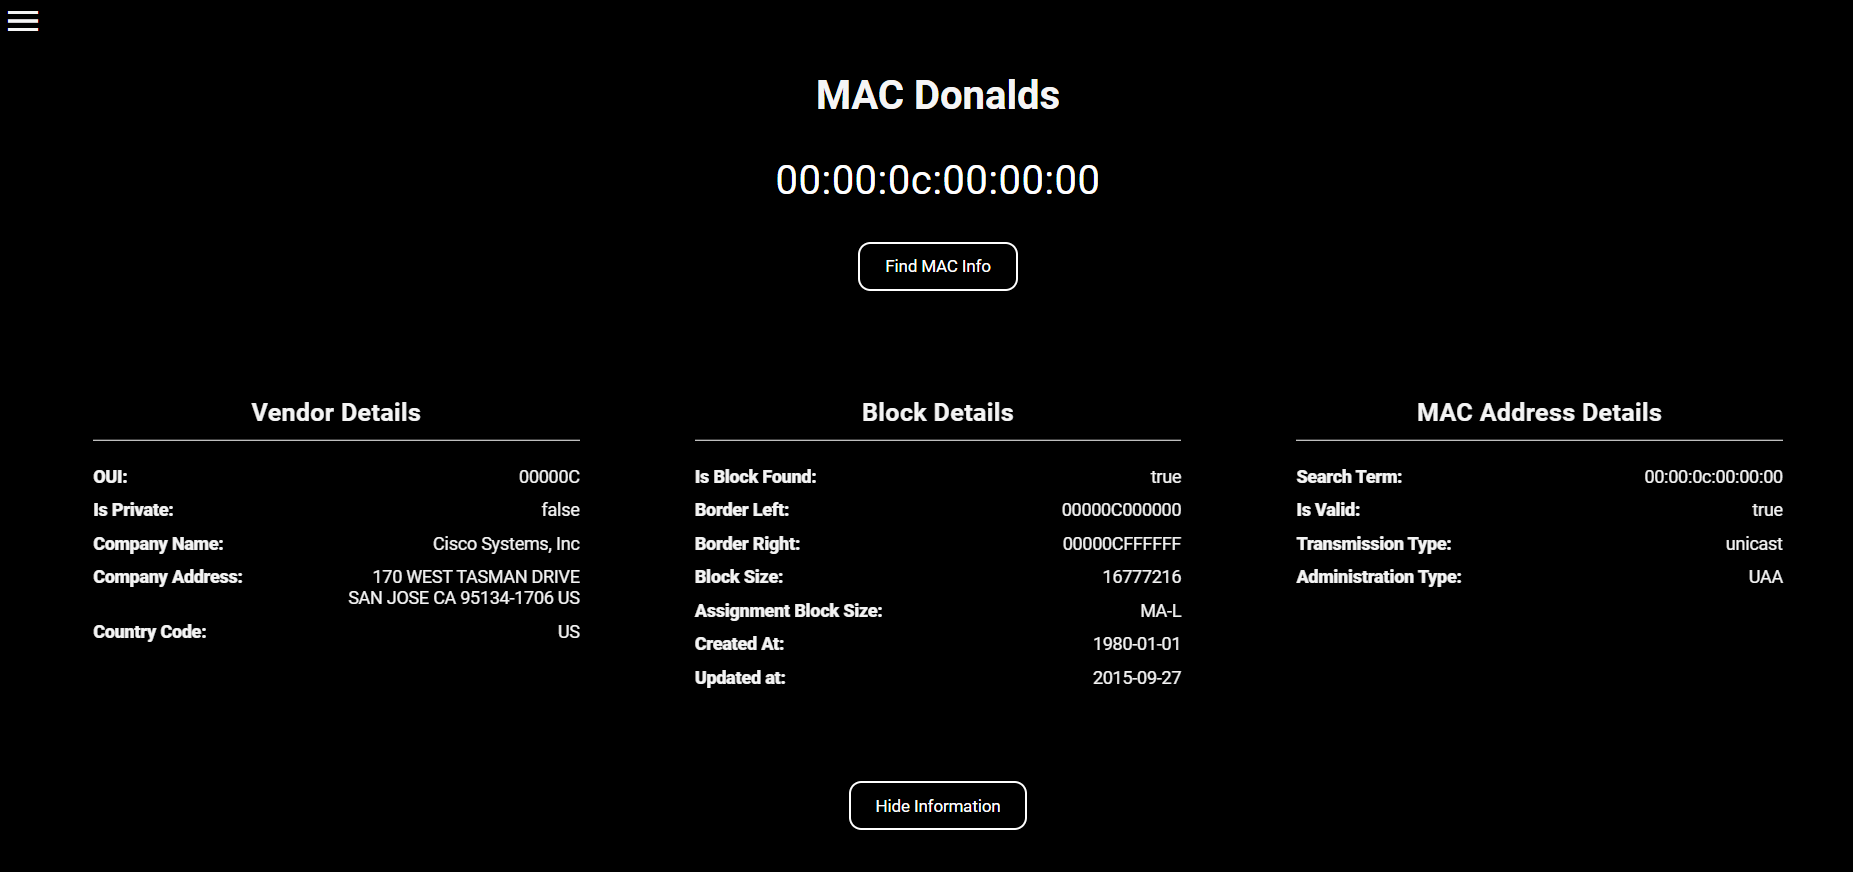 MAC Donalds
00:00:0c:00:00:00
Find MAC Info
Vendor Details
OUI: 00000C
Is Private: false
Company Name: Cisco Systems, Inc
Company Address: 170 WEST TASMAN DRIVE
SAN JOSE CA 95134-1706 US
Country Code: US
Block Details
Is Block Found: true
Border Left: 00000C000000
Border Right: 00000CFFFFFF
Block Size: 16777216
Assignment Block Size: MA-L
Created At: 1980-01-01
Updated at: 2015-09-27
MAC Address Details
Search Term: 00:00:0c:00:00:00
Is Valid: true
Transmission Type: unicast
Administration Type: UAA
Hide Information